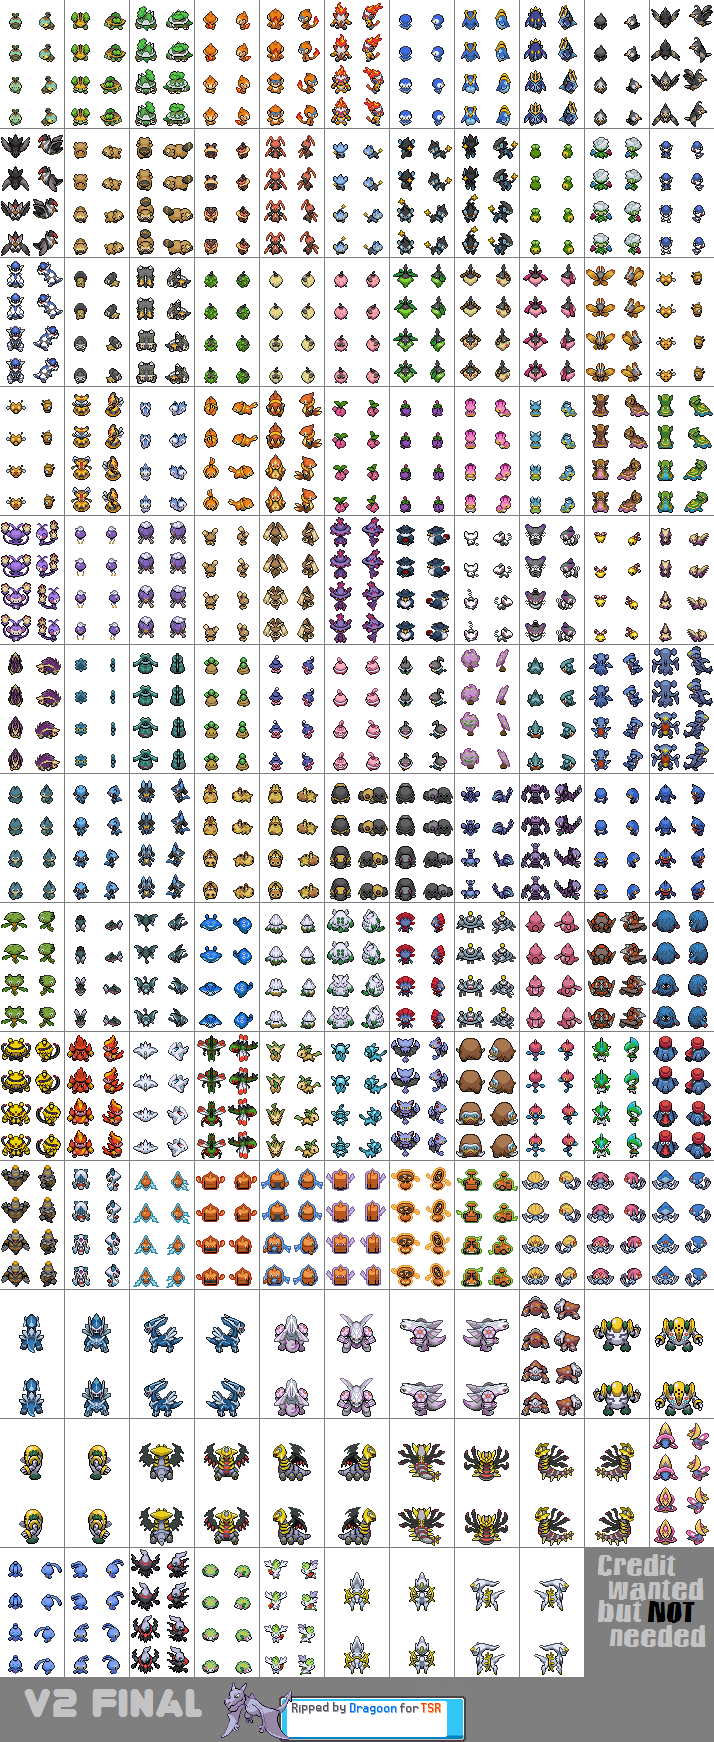 Credit
wanted
but NOT
needed
V2 FINAL
Ripped by Dragoon for TSR